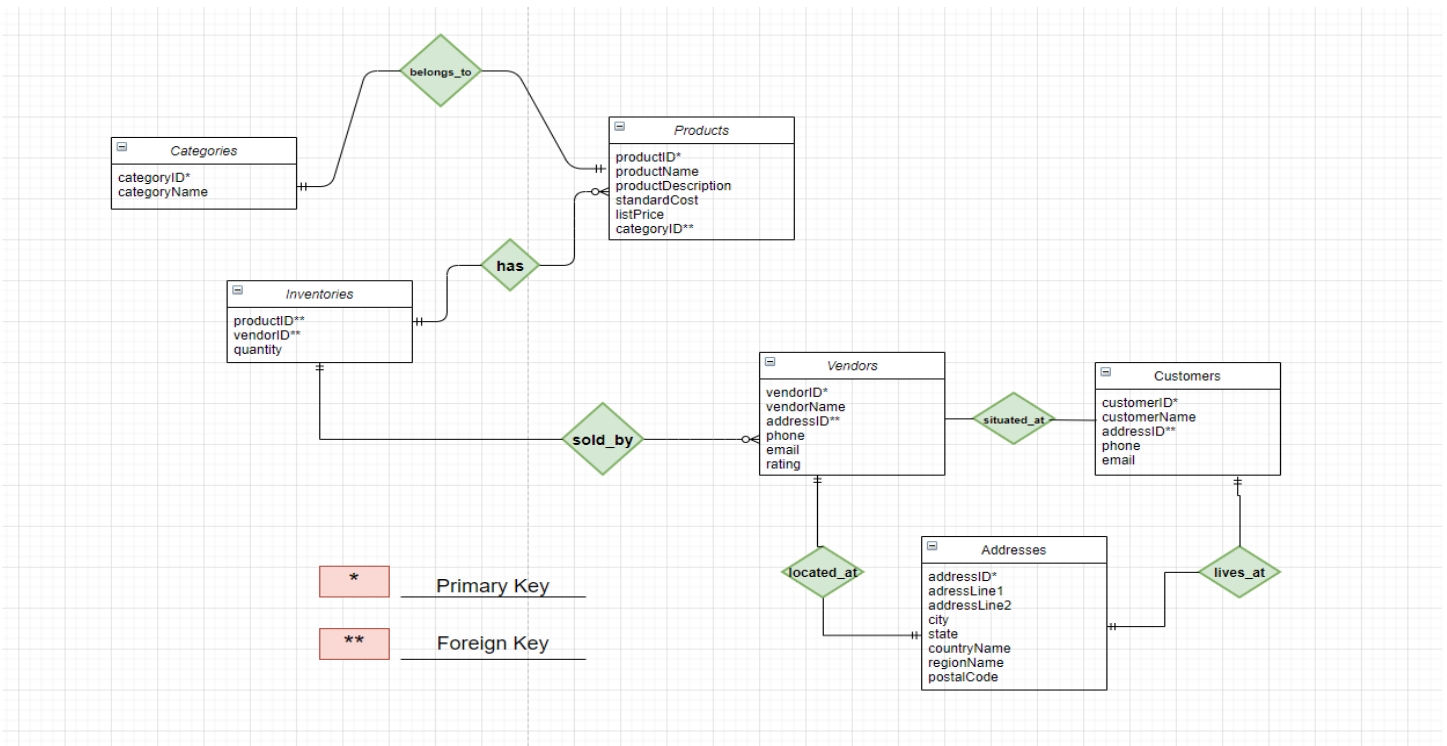 belongs_to
Categories
categoryID*
categoryName
Products
productID*
productName
productDescription
standardCost
listPrice
categoryID**
has
Inventories
productID**
vendorID**
quantity
sold_by
Vendors
vendorID*
vendorName
addressID**
phone
email
rating
situated_at
Customers
customerID*
customerName
addressID**
phone
email
located_at
Addresses
addressID*
adressLine1
addressLine2
city
state
countryName
regionName
postalCode
lives_at
* Primary Key
** Foreign Key